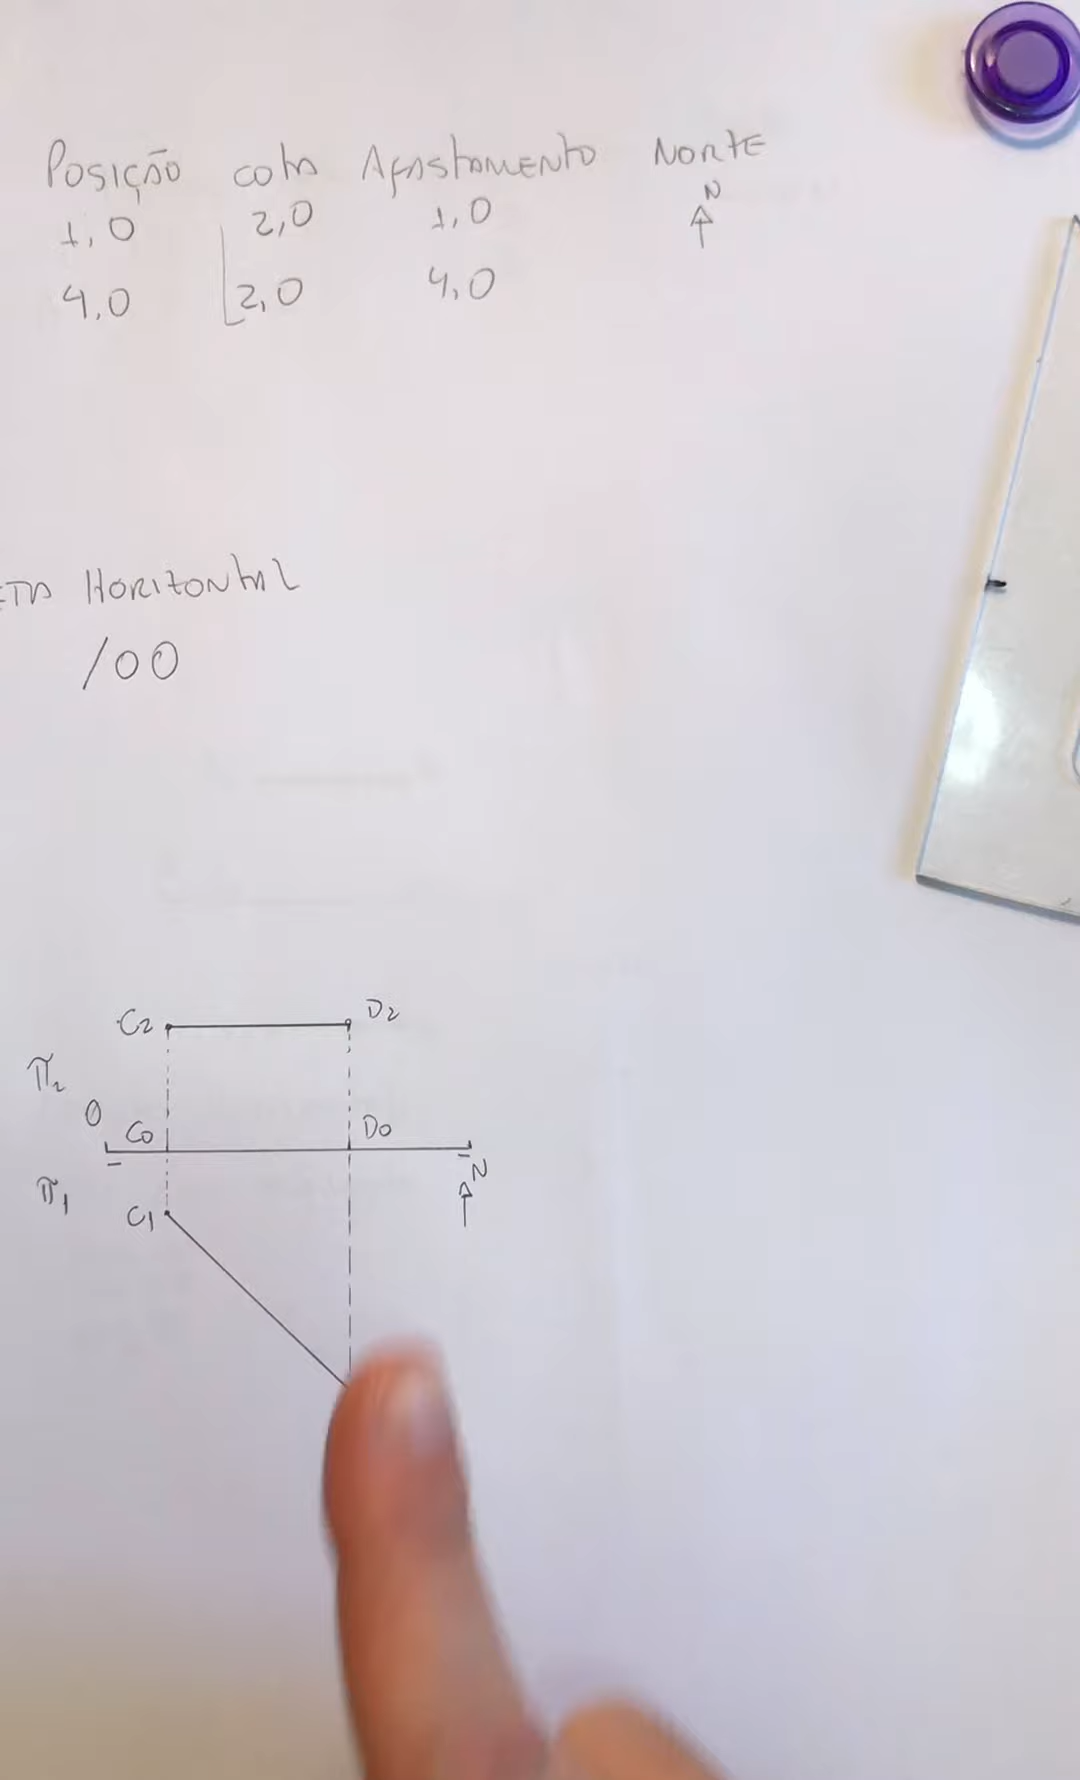 Posição cota Afastamento Norte
1,0 2,0 1,0 N
4,0 2,0 4,0
ETA Horizontal
/00
C2 D2
π2
0 C0 D0
π1 N
C1